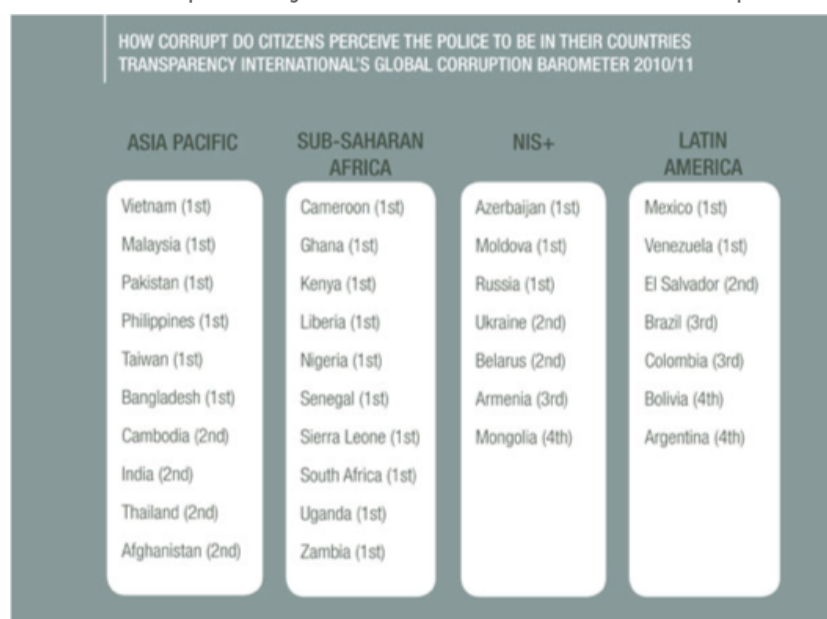 HOW CORRUPT DO CITIZENS PERCEIVE THE POLICE TO BE IN THEIR COUNTRIES
TRANSPARENCY INTERNATIONAL'S GLOBAL CORRUPTION BAROMETER 2010/11
ASIA PACIFIC
Vietnam (1st)
Malaysia (1st)
Pakistan (1st)
Philippines (1st)
Taiwan (1st)
Bangladesh (1st)
Cambodia (2nd)
India (2nd)
Thailand (2nd)
Afghanistan (2nd)
SUB-SAHARAN
AFRICA
Cameroon (1st)
Ghana (1st)
Kenya (1st)
Liberia (1st)
Nigeria (1st)
Senegal (1st)
Sierra Leone (1st)
South Africa (1st)
Uganda (1st)
Zambia (1st)
NIS+
Azerbaijan (1st)
Moldova (1st)
Russia (1st)
Ukraine (2nd)
Belarus (2nd)
Armenia (3rd)
Mongolia (4th)
LATIN
AMERICA
Mexico (1st)
Venezuela (1st)
El Salvador (2nd)
Brazil (3rd)
Colombia (3rd)
Bolivia (4th)
Argentina (4th)